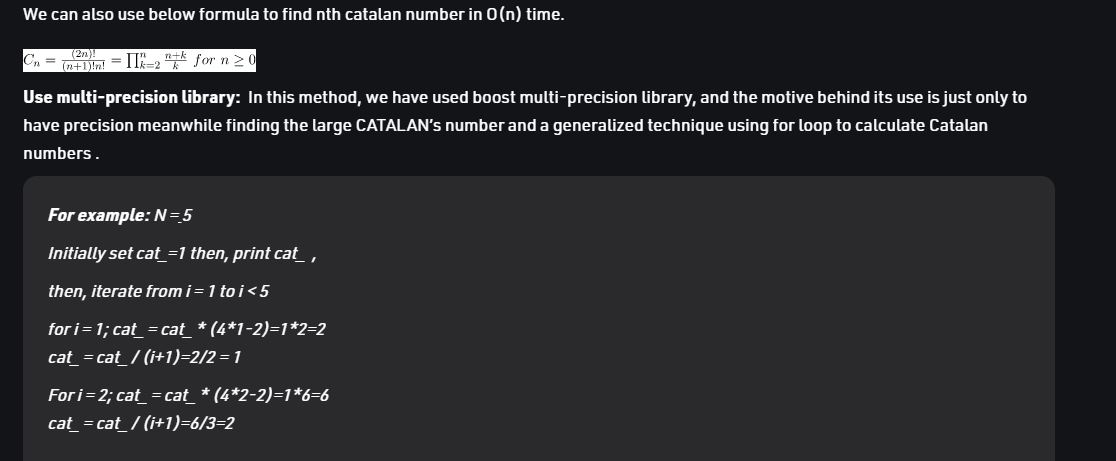 We can also use below formula to find nth catalan number in O(n) time.
C_n = \frac{(2n)!}{(n+1)!n!} = \prod_{k=2}^{n} \frac{n+k}{k} for n ≥ 0
Use multi-precision library: In this method, we have used boost multi-precision library, and the motive behind its use is just only to
have precision meanwhile finding the large CATALAN’s number and a generalized technique using for loop to calculate Catalan
numbers .
For example: N = 5
Initially set cat_=1 then, print cat_ ,
then, iterate from i = 1 to i < 5
for i = 1; cat_ = cat_ * (4*1-2)=1*2=2
cat_ = cat_ / (i+1)=2/2 = 1
For i = 2; cat_ = cat_ * (4*2-2)=1*6=6
cat_ = cat_ / (i+1)=6/3=2